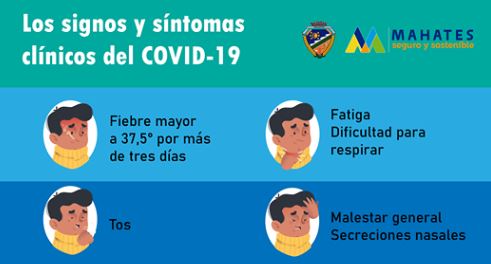 Los signos y síntomas
clínicos del COVID-19
MAHATES
seguro y sostenible
Fiebre mayor
a 37,5° por más
de tres días
Fatiga
Dificultad para
respirar
Tos
Malestar general
Secreciones nasales